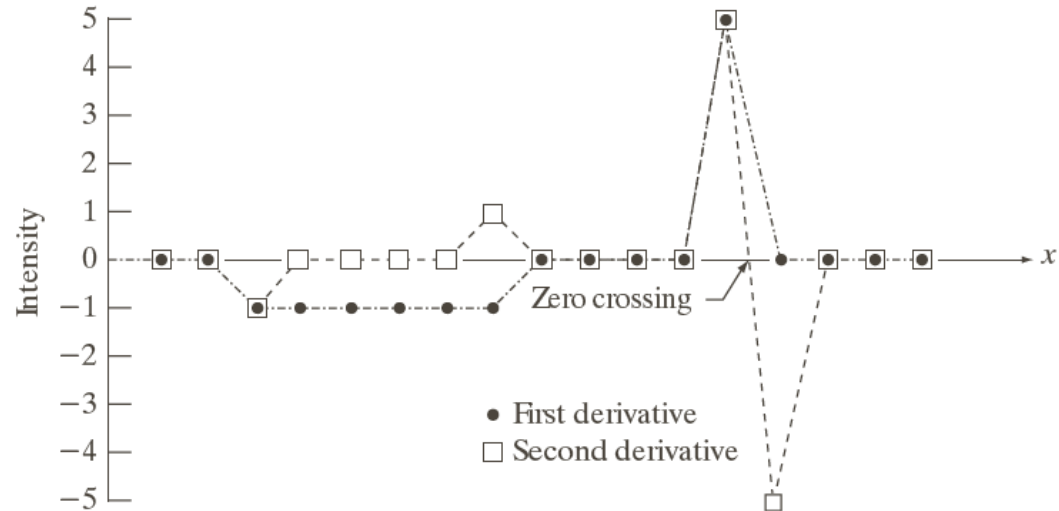 5
4
3
2
1
0
−1
−2
−3
−4
−5
Intensity
x
Zero crossing
First derivative
Second derivative